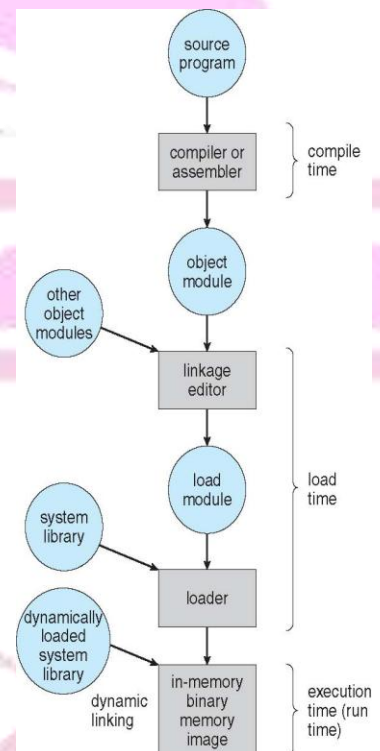 source
program
compiler or
assembler
compile
time
object
module
other
object
modules
linkage
editor
load
module
load
time
system
library
loader
dynamically
loaded
system
library
dynamic
linking
in-memory
binary
memory
image
execution
time (run
time)